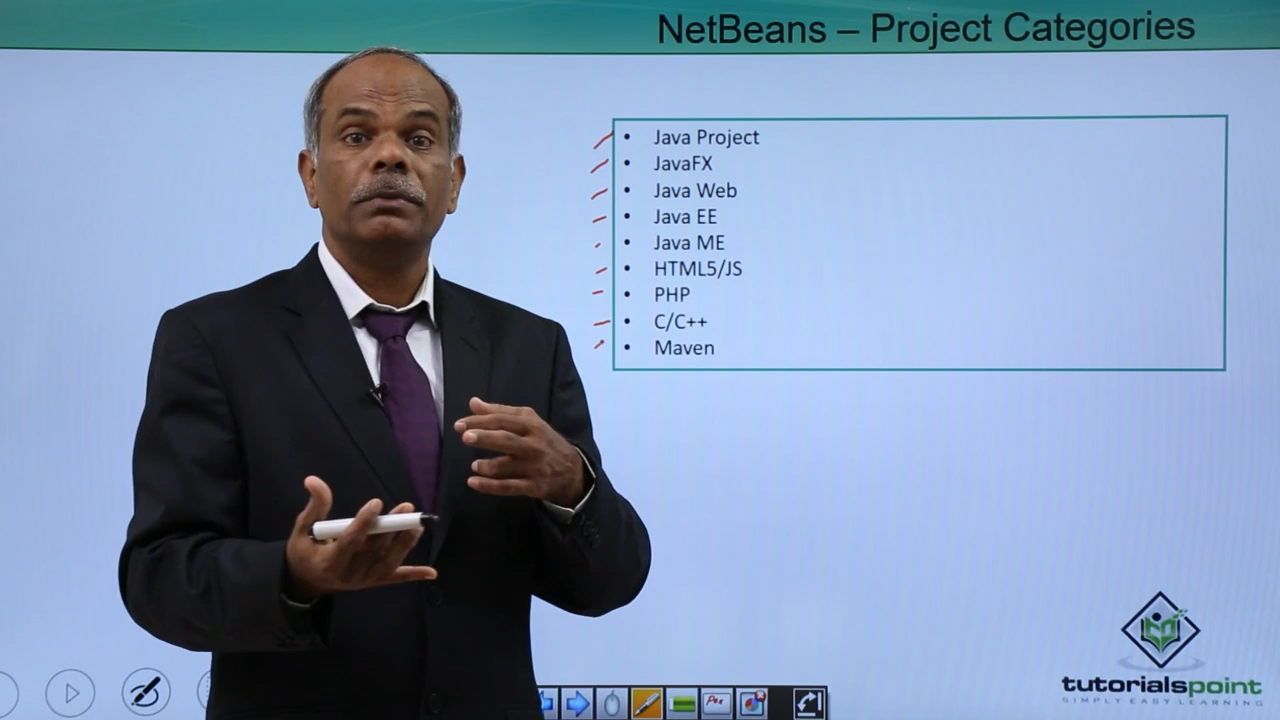 NetBeans – Project Categories
• Java Project
• JavaFX
• Java Web
• Java EE
• Java ME
• HTML5/JS
• PHP
• C/C++
• Maven
tutorialspoint
SIMPLY EASY LEARNING
Pen